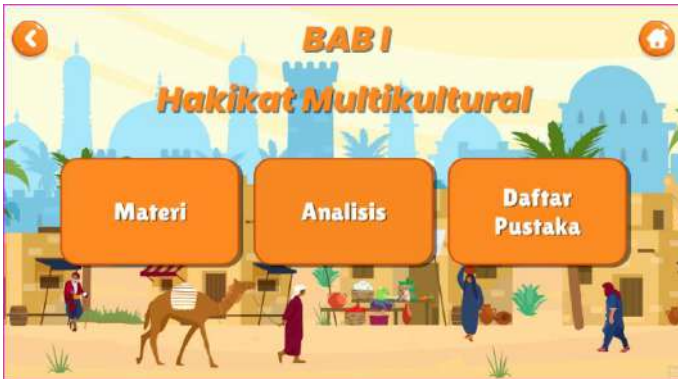 BAB I
Hakikat Multikultural
Materi
Analisis
Daftar
Pustaka